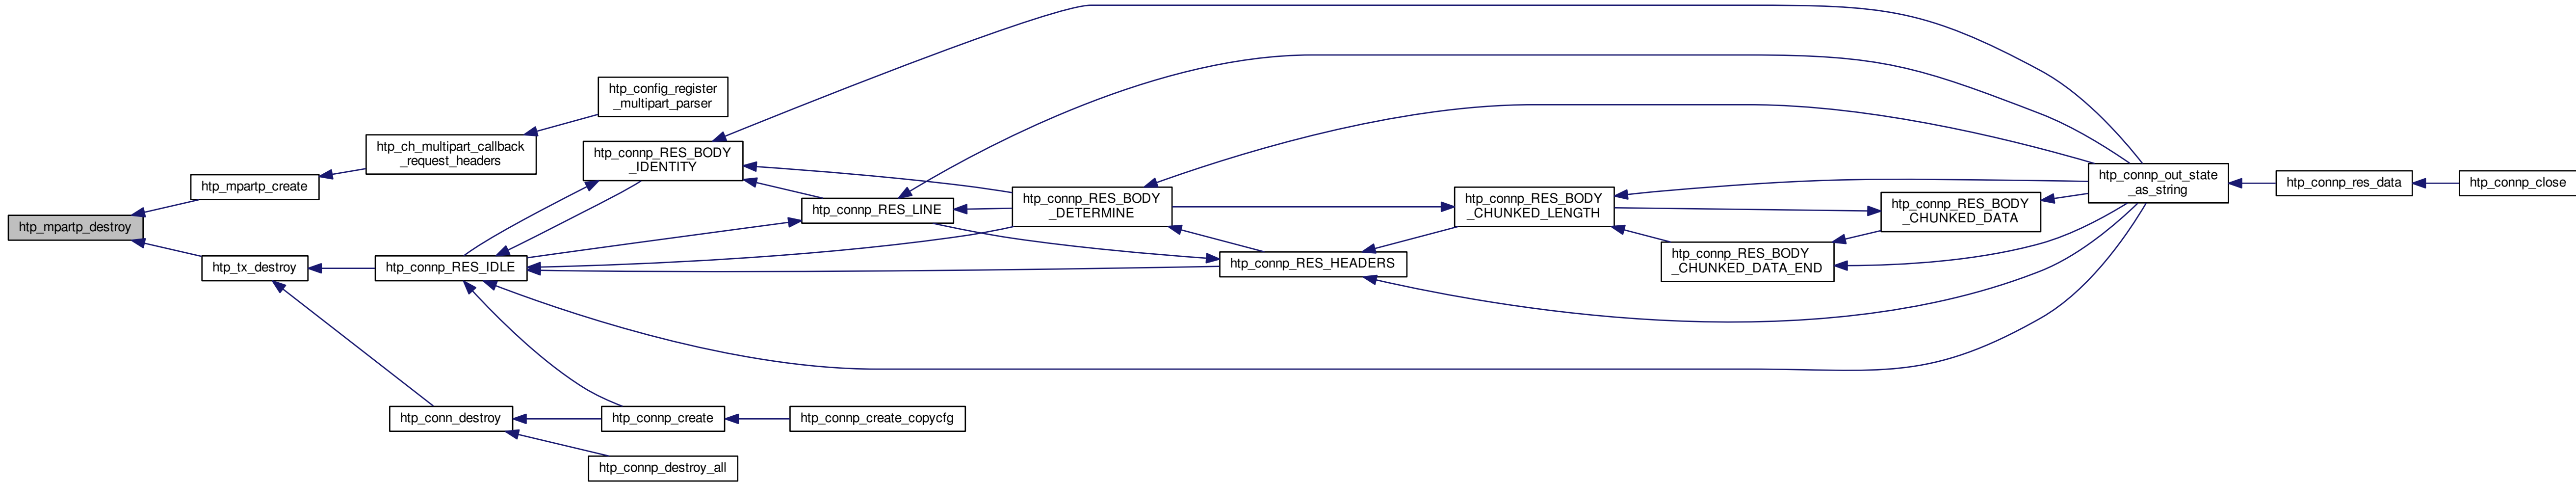 htp_mpartp_destroy
htp_mpartp_create
htp_ch_multipart_callback
_request_headers
htp_config_register
_multipart_parser
htp_tx_destroy
htp_connp_RES_IDLE
htp_connp_RES_BODY
_IDENTITY
htp_connp_RES_LINE
htp_connp_RES_BODY
_DETERMINE
htp_connp_RES_HEADERS
htp_connp_RES_BODY
_CHUNKED_LENGTH
htp_connp_RES_BODY
_CHUNKED_DATA_END
htp_connp_RES_BODY
_CHUNKED_DATA
htp_connp_out_state
_as_string
htp_connp_res_data
htp_connp_close
htp_conn_destroy
htp_connp_create
htp_connp_create_copycfg
htp_connp_destroy_all